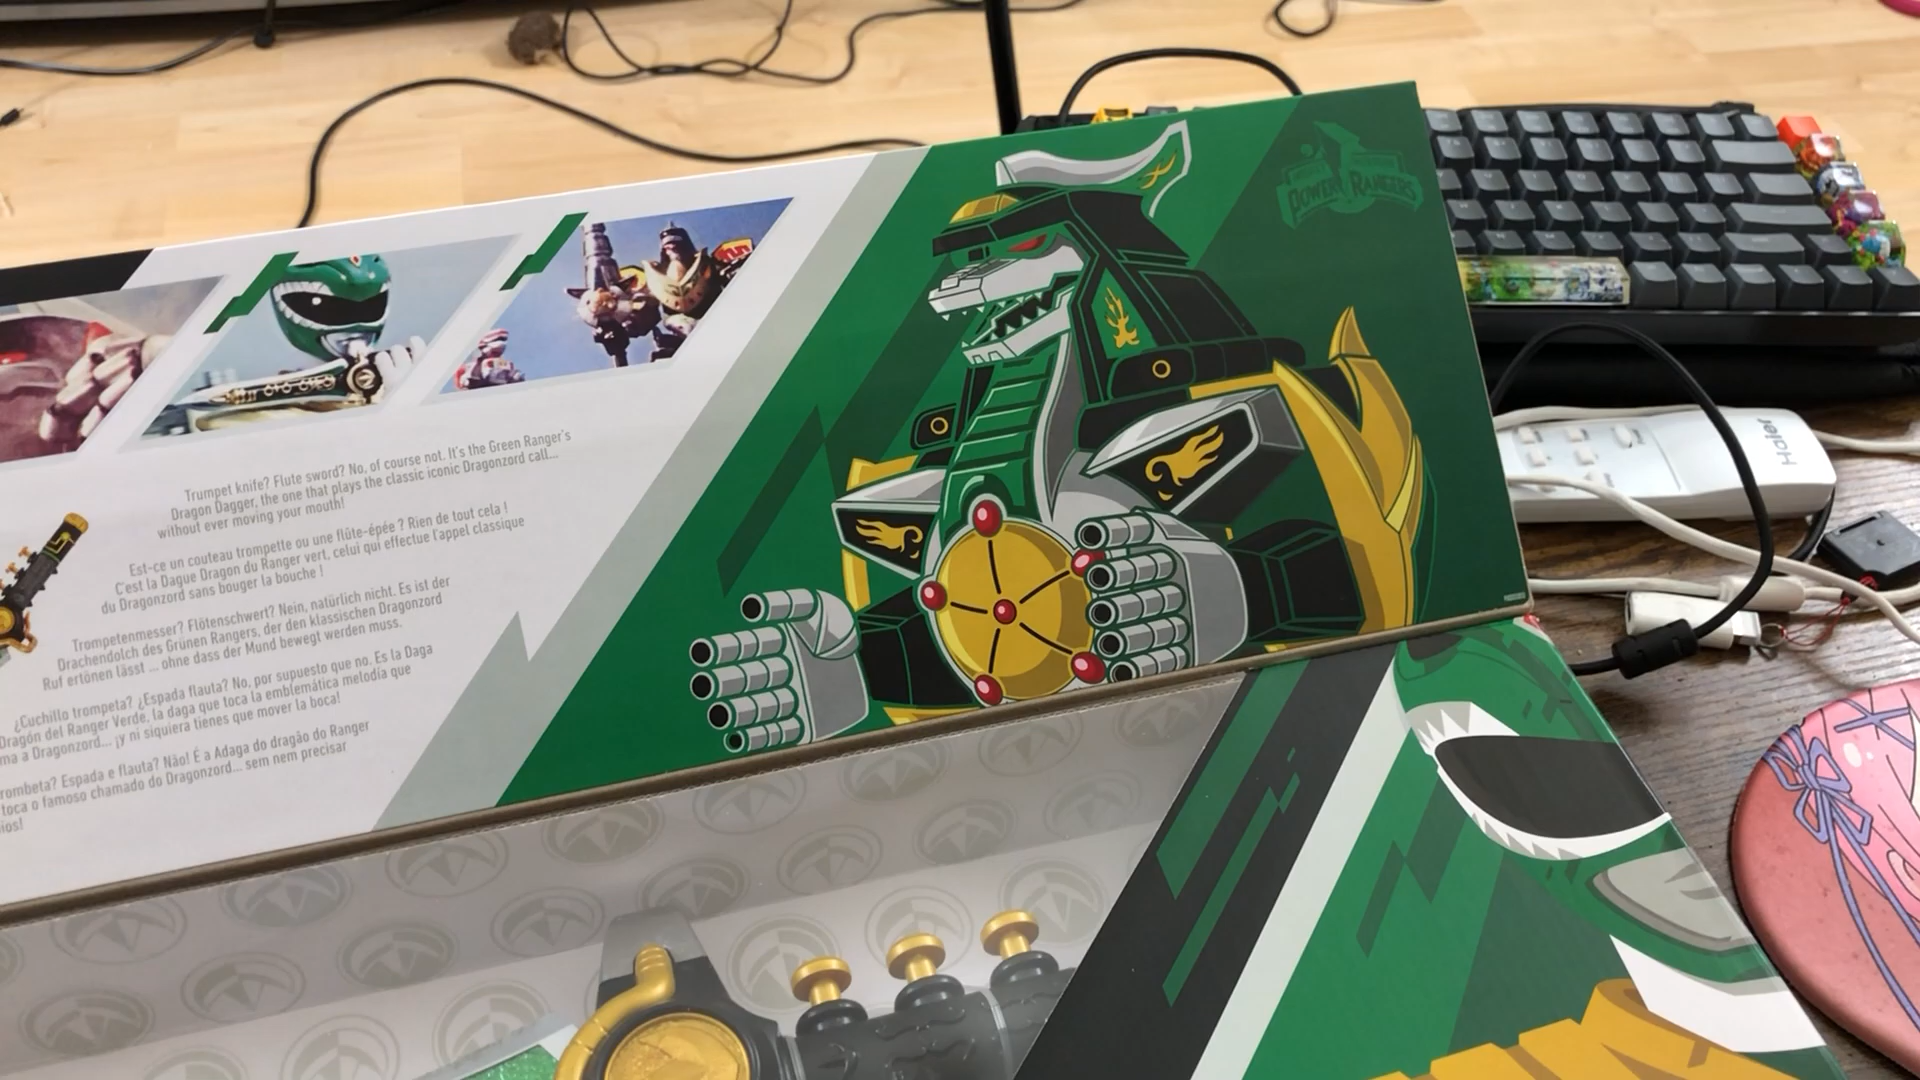 POWER RANGERS
Trumpet knife? Flute sword? No, of course not. It's the Green Ranger's
Dragon Dagger, the one that plays the classic iconic Dragonzord call...
without ever moving your mouth!
Est-ce un couteau trompette ou une flûte-épée ? Rien de tout cela !
C'est la Dague Dragon du Ranger vert, celui qui effectue l'appel classique
du Dragonzord sans bouger la bouche !
Trompetenmesser? Flötenschwert? Nein, natürlich nicht. Es ist der
Drachendolch des Grünen Rangers, der den klassischen Dragonzord
Ruf ertönen lässt ... ohne dass der Mund bewegt werden muss.
¿Cuchillo trompeta? ¿Espada flauta? No, por supuesto que no. Es la Daga
Dragón del Ranger Verde, la daga que toca la emblemática melodía que
ma a Dragonzord... ¡y ni siquiera tienes que mover la boca!
rombeta? Espada e flauta? Não! É a Adaga do dragão do Ranger
toca o famoso chamado do Dragonzord... sem nem precisar
ios!
Haier